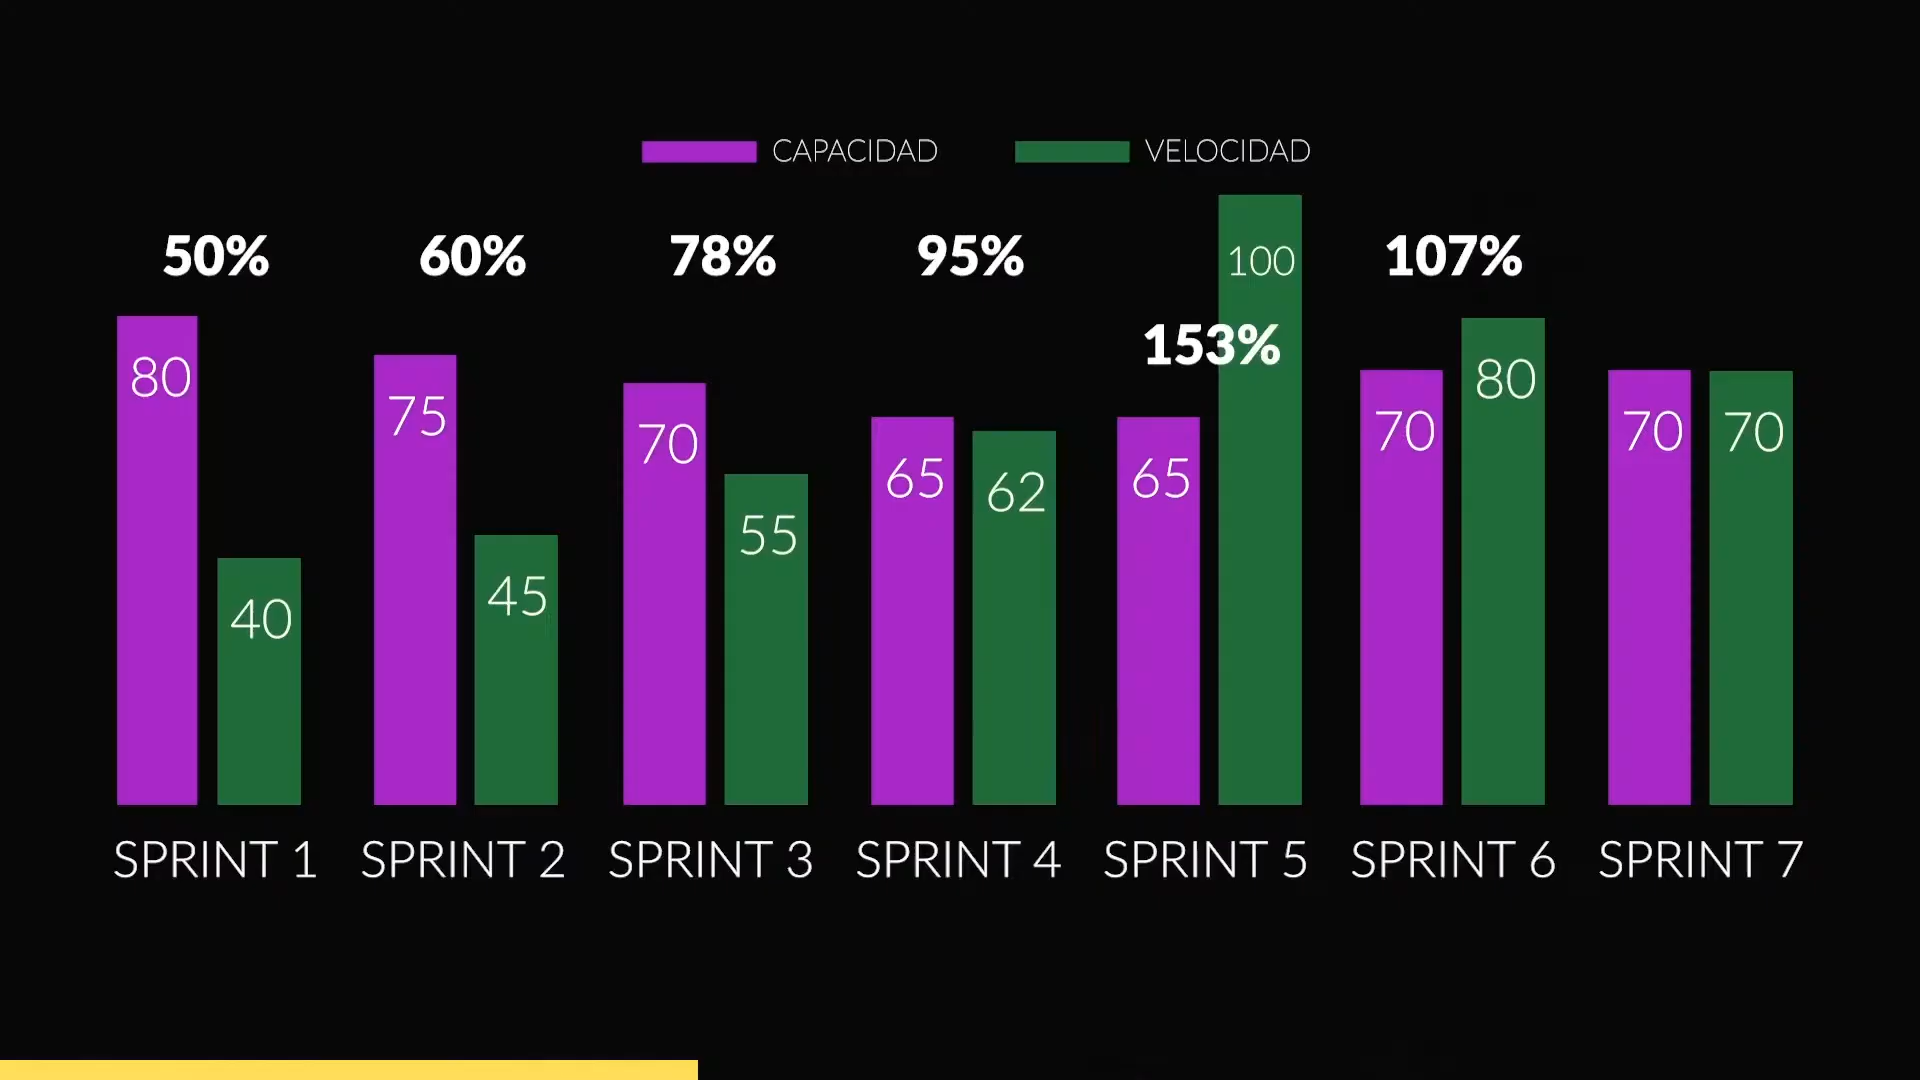 CAPACIDAD VELOCIDAD
50% 60% 78% 95% 100 107%
153%
80 75 70 65 62 65 70 80 70 70
40 45 55
SPRINT 1 SPRINT 2 SPRINT 3 SPRINT 4 SPRINT 5 SPRINT 6 SPRINT 7